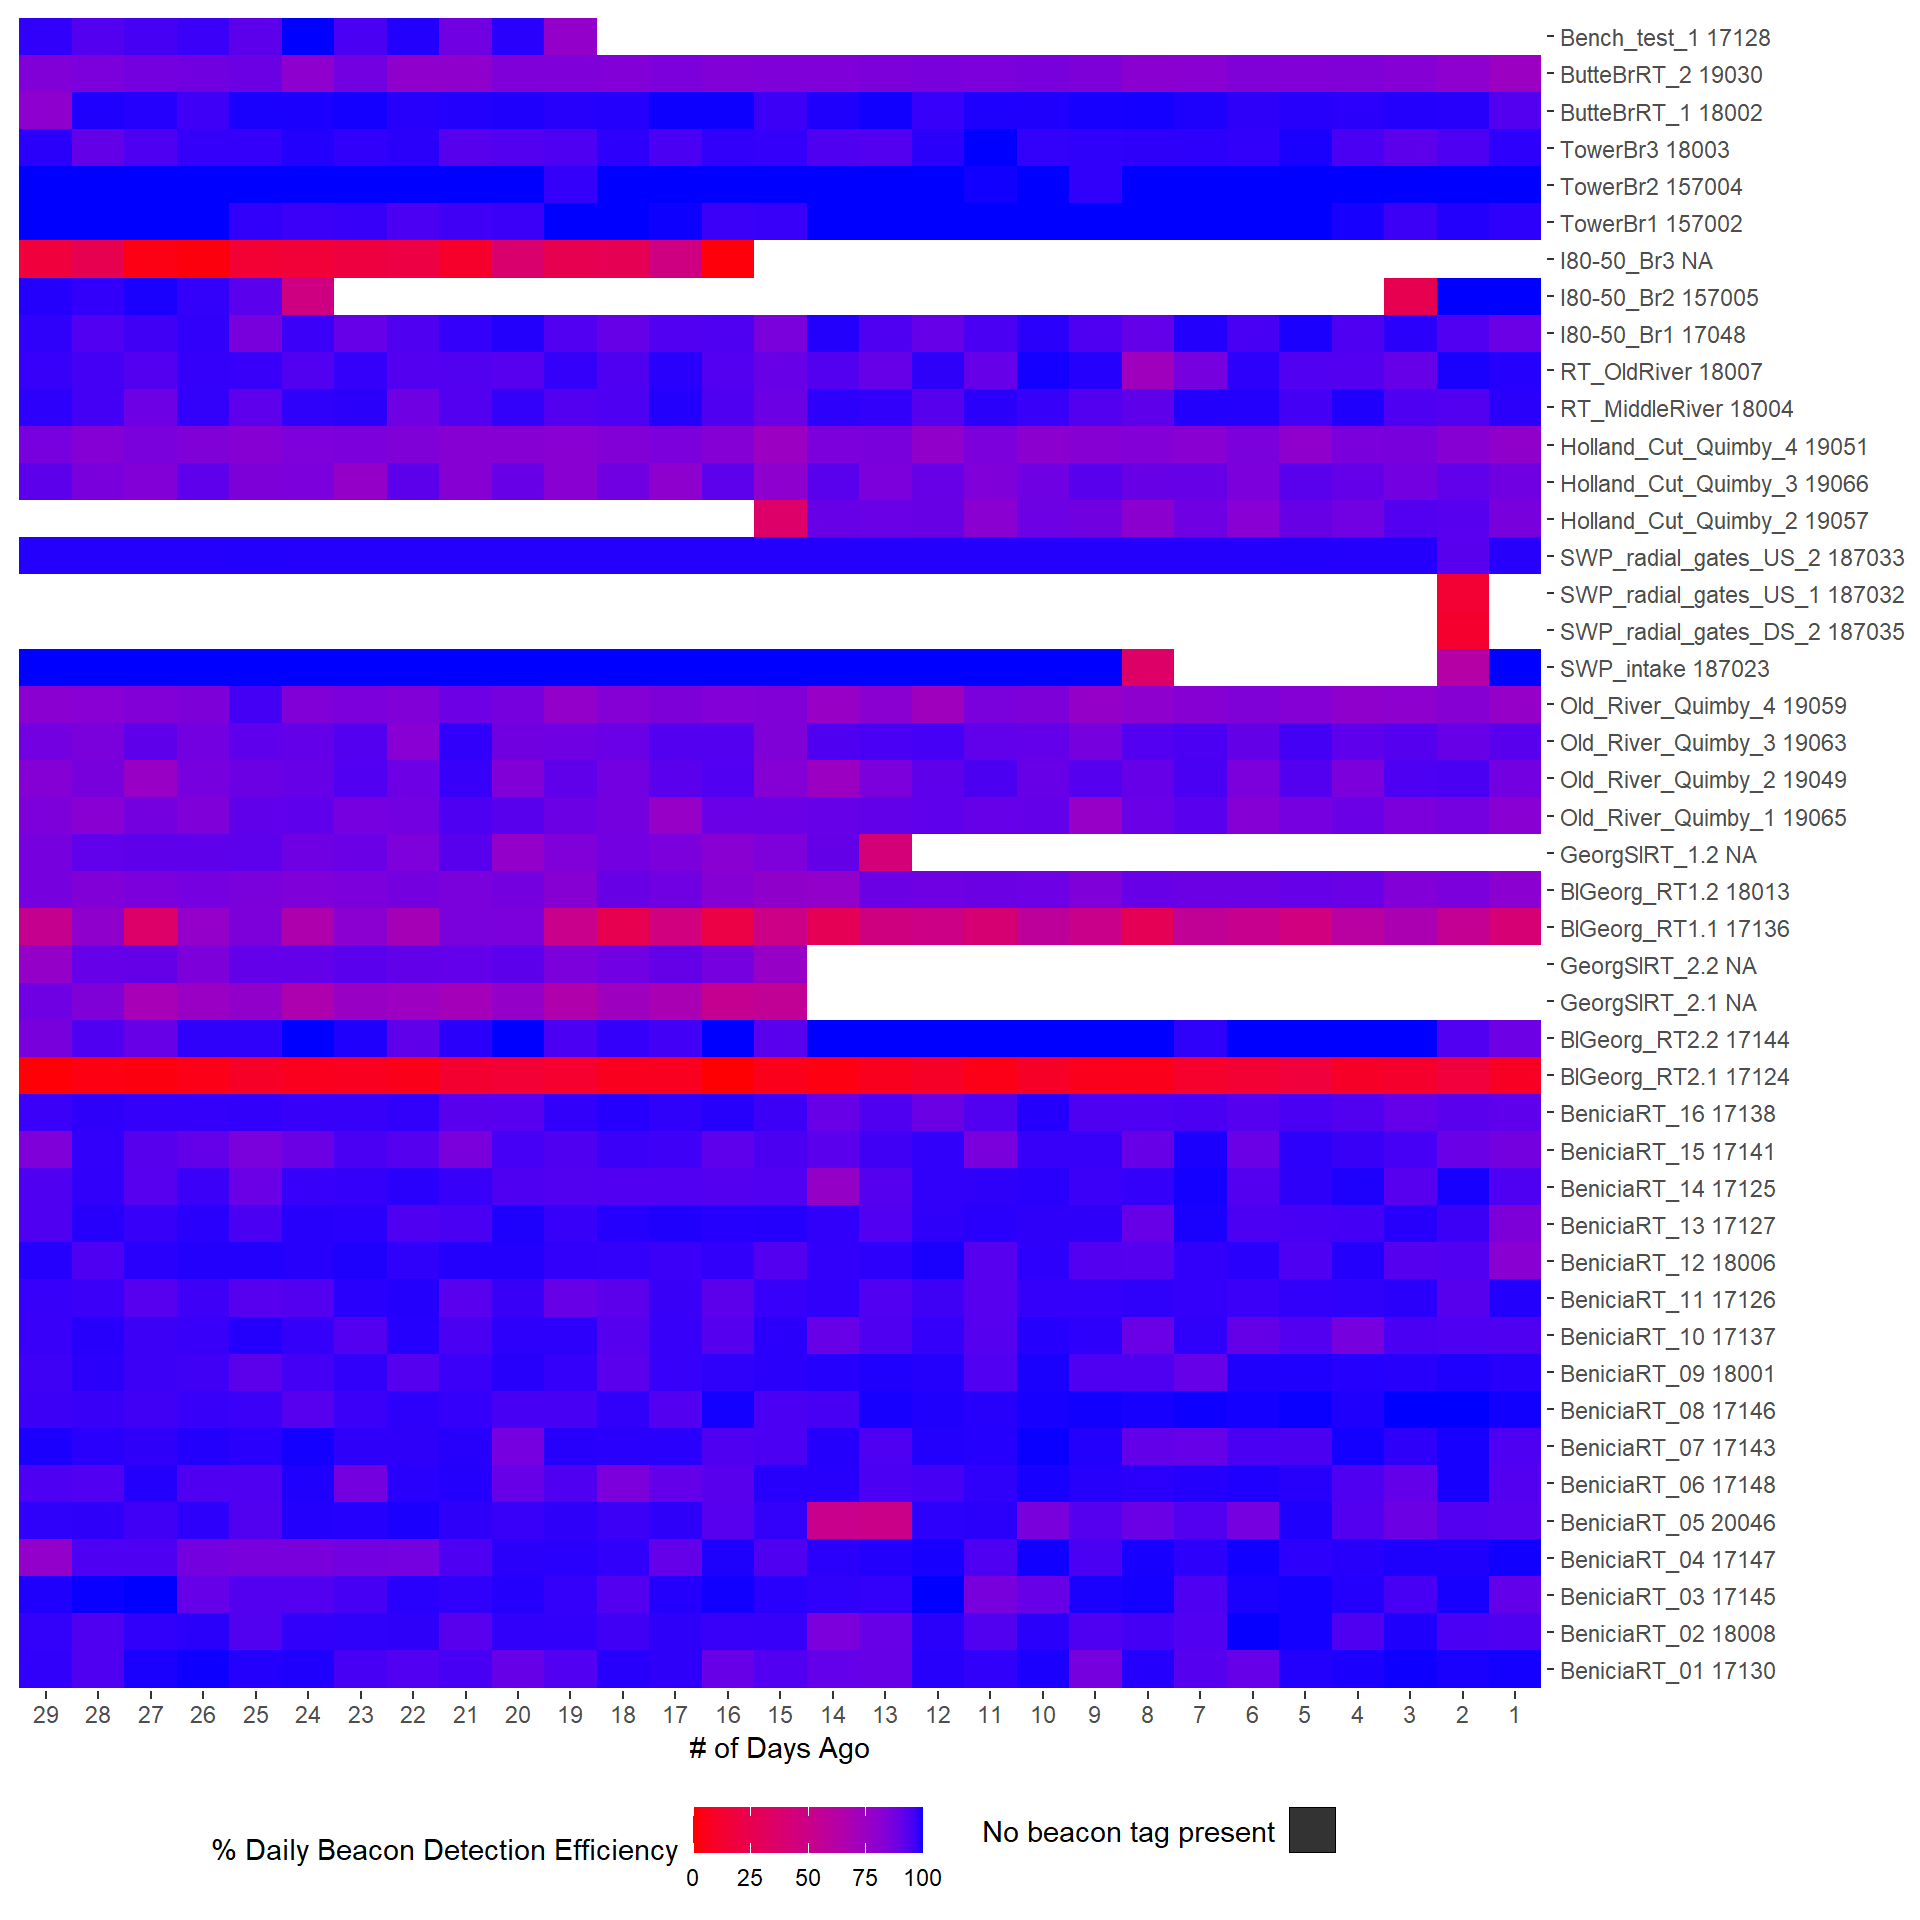 Bench_test_1 17128
ButteBrRT_2 19030
ButteBrRT_1 18002
TowerBr3 18003
TowerBr2 157004
TowerBr1 157002
I80-50_Br3 NA
I80-50_Br2 157005
I80-50_Br1 17048
RT_OldRiver 18007
RT_MiddleRiver 18004
Holland_Cut_Quimby_4 19051
Holland_Cut_Quimby_3 19066
Holland_Cut_Quimby_2 19057
SWP_radial_gates_US_2 187033
SWP_radial_gates_US_1 187032
SWP_radial_gates_DS_2 187035
SWP_intake 187023
Old_River_Quimby_4 19059
Old_River_Quimby_3 19063
Old_River_Quimby_2 19049
Old_River_Quimby_1 19065
GeorgSlRT_1.2 NA
BlGeorg_RT1.2 18013
BlGeorg_RT1.1 17136
GeorgSlRT_2.2 NA
GeorgSlRT_2.1 NA
BlGeorg_RT2.2 17144
BlGeorg_RT2.1 17124
BeniciaRT_16 17138
BeniciaRT_15 17141
BeniciaRT_14 17125
BeniciaRT_13 17127
BeniciaRT_12 18006
BeniciaRT_11 17126
BeniciaRT_10 17137
BeniciaRT_09 18001
BeniciaRT_08 17146
BeniciaRT_07 17143
BeniciaRT_06 17148
BeniciaRT_05 20046
BeniciaRT_04 17147
BeniciaRT_03 17145
BeniciaRT_02 18008
BeniciaRT_01 17130
29 28 27 26 25 24 23 22 21 20 19 18 17 16 15 14 13 12 11 10 9 8 7 6 5 4 3 2 1
# of Days Ago
% Daily Beacon Detection Efficiency
0 25 50 75 100
No beacon tag present